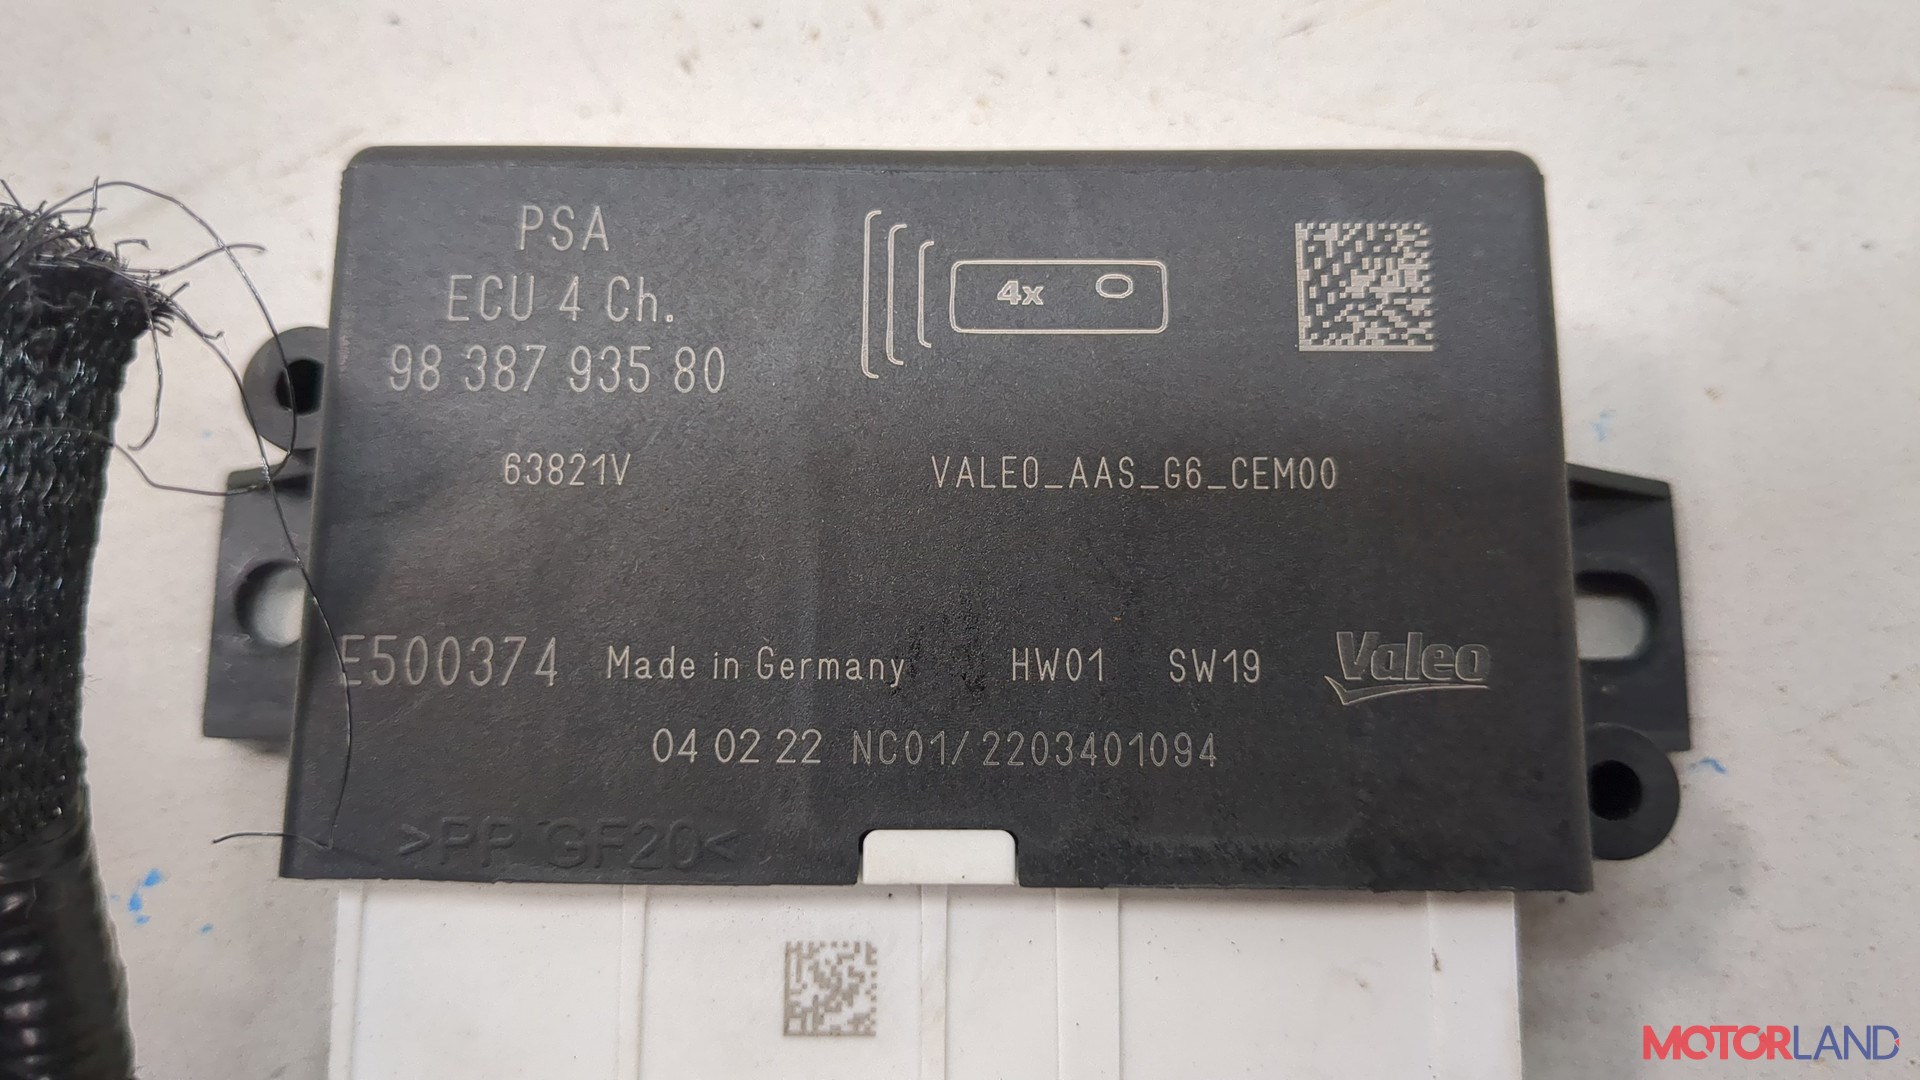 PSA
ECU 4 Ch.
98 387 935 80
4x
63821V
VALEO_AAS_G6_CEM00
E500374 Made in Germany HW01 SW19 Valeo
04 02 22 NC01/2203401094
>PP GF20<
MOTORLAND